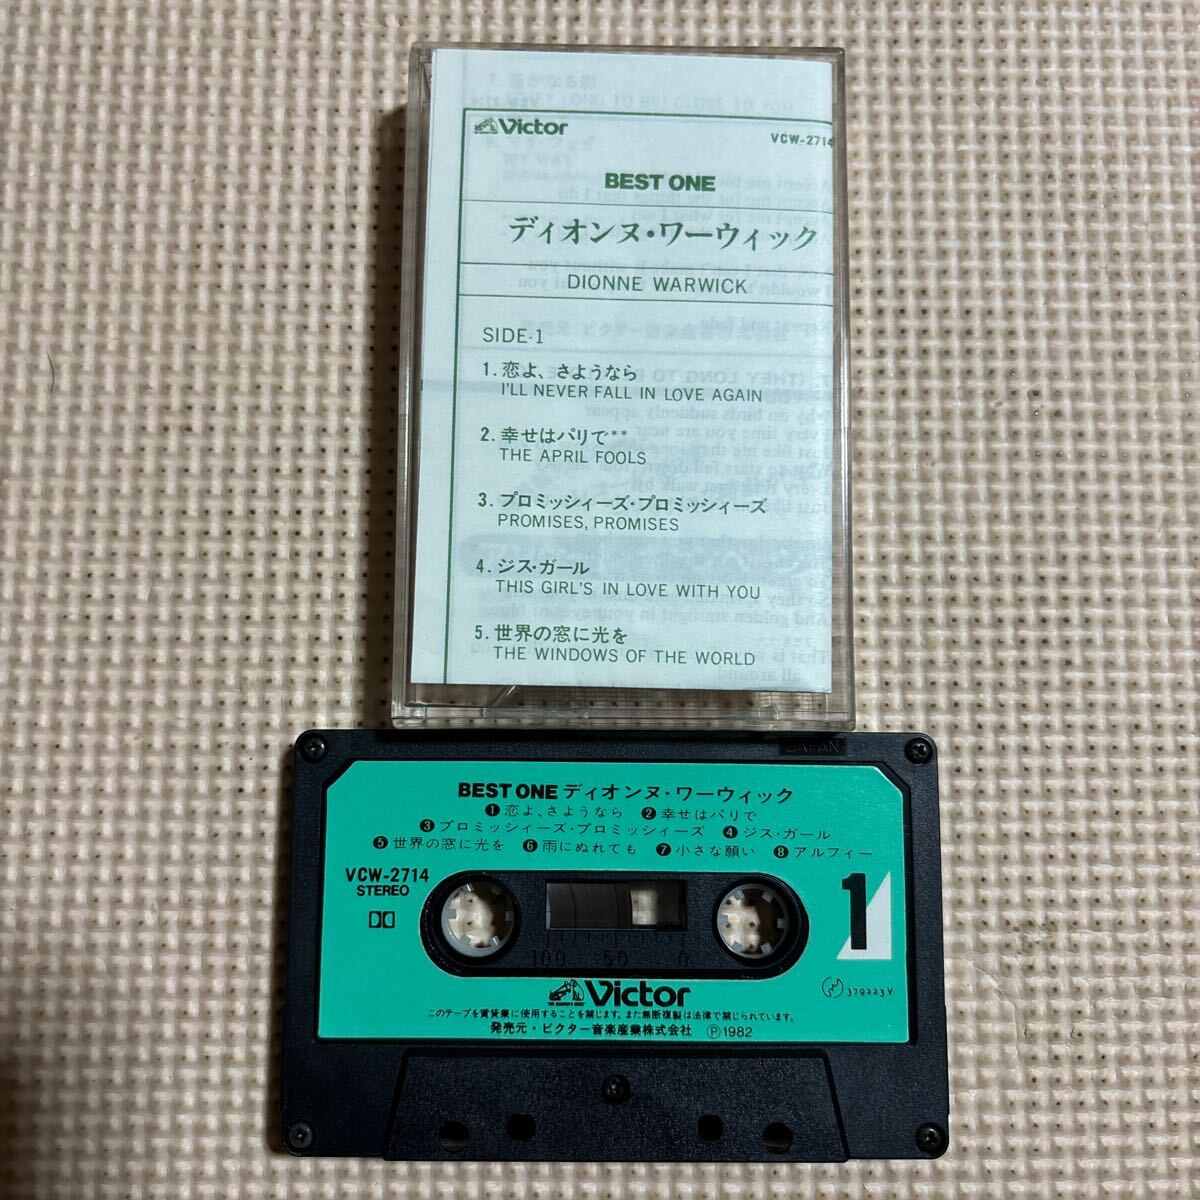 Victor
VCW-2714
BEST ONE
ディオンヌ・ワーウィック
DIONNE WARWICK
SIDE-1
1. 恋よ、さようなら
I'LL NEVER FALL IN LOVE AGAIN
2. 幸せはパリで**
THE APRIL FOOLS
3. プロミッシィーズ・プロミッシィーズ
PROMISES, PROMISES
4. ジス・ガール
THIS GIRL'S IN LOVE WITH YOU
5. 世界の窓に光を
THE WINDOWS OF THE WORLD
JAPAN
BEST ONE ディオンヌ・ワーウィック
❶恋よ、さようなら ❷幸せはパリで
❸プロミッシィーズ・プロミッシィーズ ❹ジス・ガール
❺世界の窓に光を ❻雨にぬれても ❼小さな願い ❽アルフィー
VCW-2714
STEREO
1
100 50 0
379223V
Victor
このテープを賃貸業に使用することを禁じます。また無断複製は法律で禁じられています。
発売元・ビクター音楽産業株式会社 Ⓟ1982